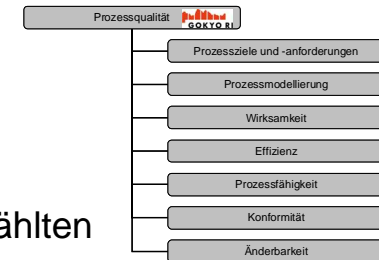 Prozessqualität
GOKYO RI
Prozessziele und -anforderungen
Prozessmodellierung
Wirksamkeit
Effizienz
Prozessfähigkeit
Konformität
ählten
Änderbarkeit